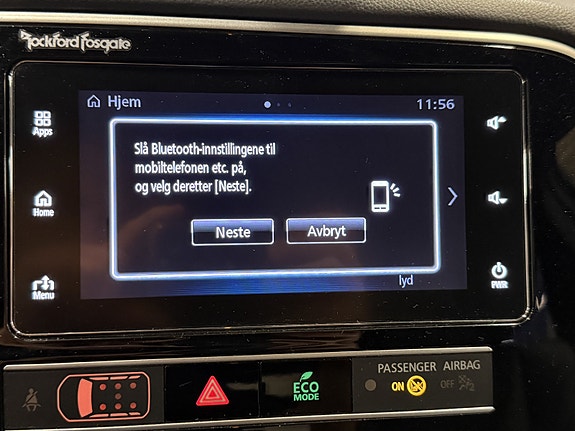 Rockford Fosgate
Hjem
11:56
Apps
Slå Bluetooth-innstillingene til
mobiltelefonen etc. på,
og velg deretter [Neste].
Home
Neste
Avbryt
Menu
lyd
PWR
ECO
MODE
PASSENGER AIRBAG
ON
OFF
2